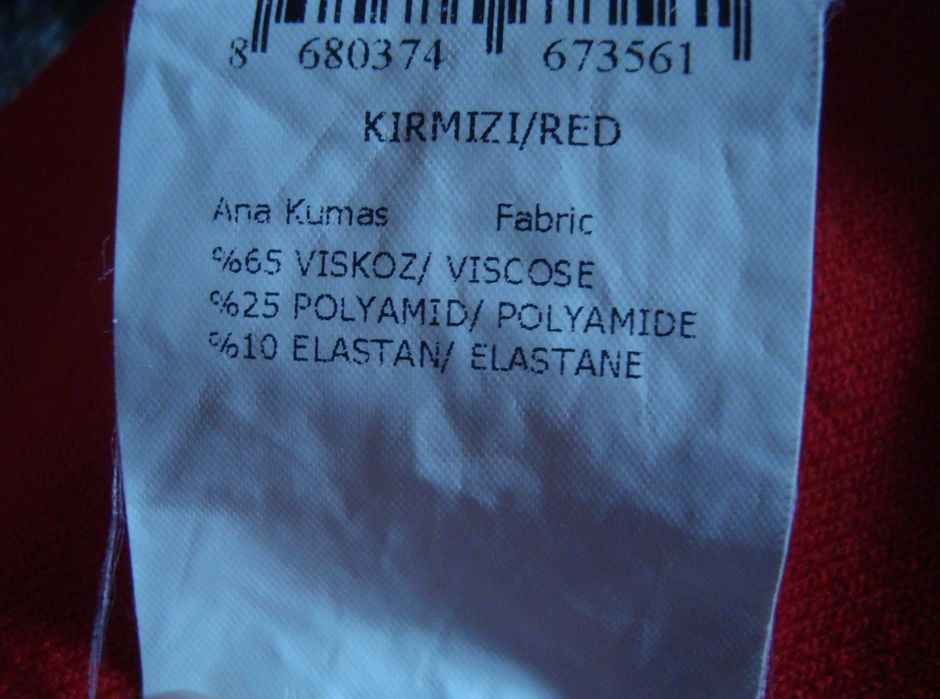 8 680374 673561
KIRMIZI/RED
Ana Kumas Fabric
%65 VISKOZ/ VISCOSE
%25 POLYAMID/ POLYAMIDE
%10 ELASTAN/ ELASTANE